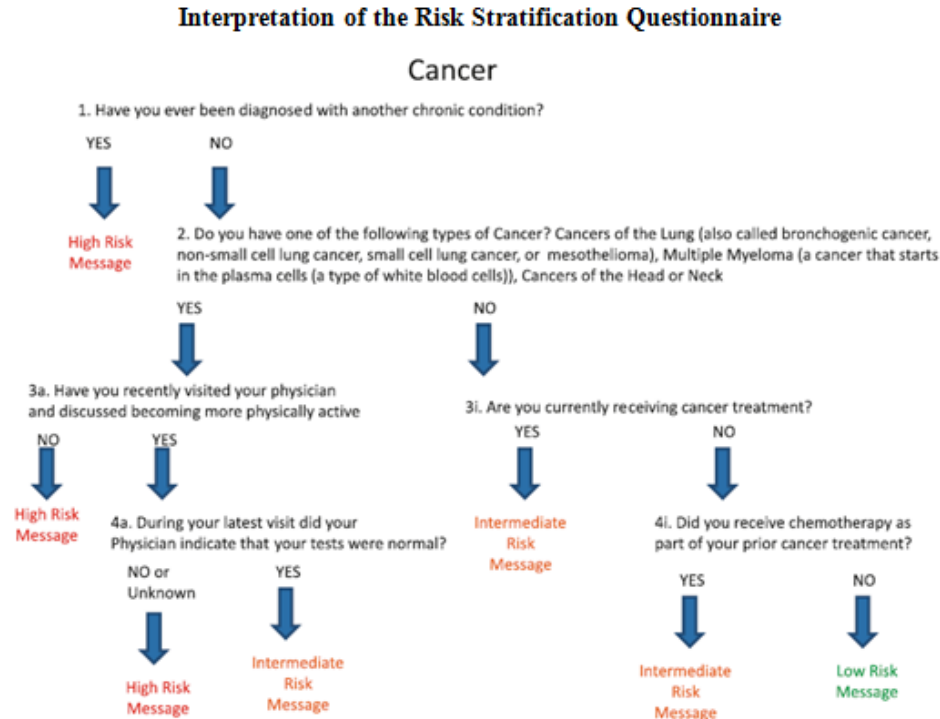 Interpretation of the Risk Stratification Questionnaire
Cancer
1. Have you ever been diagnosed with another chronic condition?
YES
NO
High Risk
Message
2. Do you have one of the following types of Cancer? Cancers of the Lung (also called bronchogenic cancer,
non-small cell lung cancer, small cell lung cancer, or mesothelioma), Multiple Myeloma (a cancer that starts
in the plasma cells (a type of white blood cells)), Cancers of the Head or Neck
YES
NO
3a. Have you recently visited your physician
and discussed becoming more physically active
NO
YES
High Risk
Message
4a. During your latest visit did your
Physician indicate that your tests were normal?
NO or
Unknown
YES
High Risk
Message
Intermediate
Risk
Message
3i. Are you currently receiving cancer treatment?
YES
NO
Intermediate
Risk
Message
4i. Did you receive chemotherapy as
part of your prior cancer treatment?
YES
NO
Intermediate
Risk
Message
Low Risk
Message